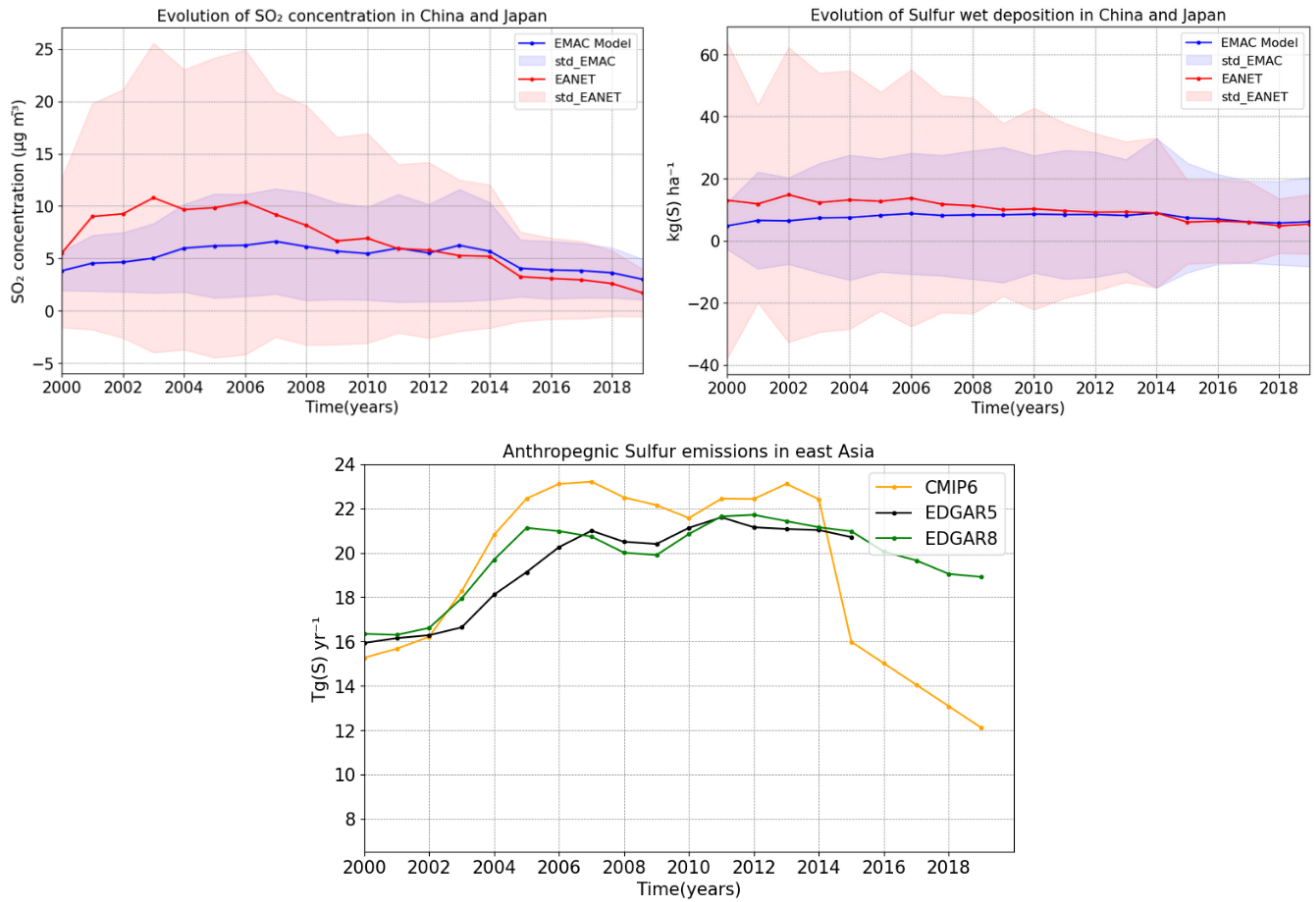 Evolution of SO₂ concentration in China and Japan
25
20
15
10
5
0
−5
SO₂ concentration (µg m̄³)
EMAC Model
std_EMAC
EANET
std_EANET
2000 2002 2004 2006 2008 2010 2012 2014 2016 2018
Time(years)
Evolution of Sulfur wet deposition in China and Japan
60
40
20
0
−20
−40
kg(S) ha⁻¹
EMAC Model
std_EMAC
EANET
std_EANET
2000 2002 2004 2006 2008 2010 2012 2014 2016 2018
Time(years)
Anthropegnic Sulfur emissions in east Asia
24
22
20
18
16
14
12
10
8
Tg(S) yr⁻¹
CMIP6
EDGAR5
EDGAR8
2000 2002 2004 2006 2008 2010 2012 2014 2016 2018
Time(years)